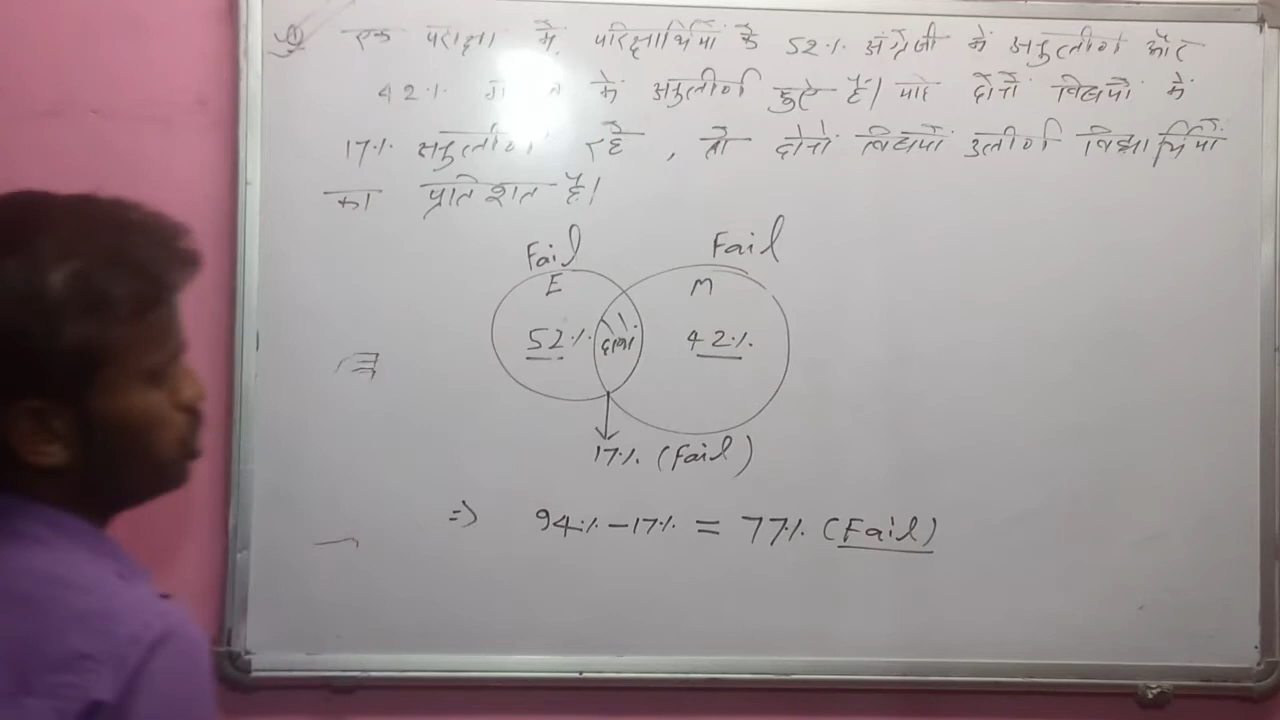 एक परीक्षा में परिक्षार्थियों के 52% अंग्रेजी में अनुत्तीर्ण और
42% में अनुत्तीर्ण हुए हैं। यदि दोनों विषयों में
17% अनुत्तीर्ण रहे , तो दोनों विषयों उत्तीर्ण विद्यार्थियों
का प्रतिशत है।
Fail Fail
E M
52% दोनों 42%
17% (Fail)
⇒ 94% - 17% = 77% (Fail)